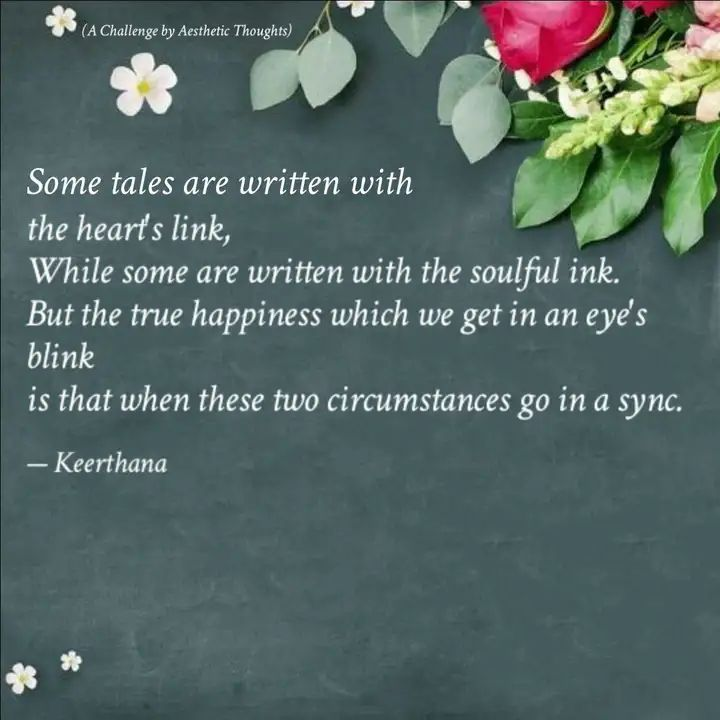 (A Challenge by Aesthetic Thoughts)
Some tales are written with
the heart's link,
While some are written with the soulful ink.
But the true happiness which we get in an eye's
blink
is that when these two circumstances go in a sync.
— Keerthana